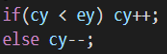 if(cy < ey) cy++;
else cy--;